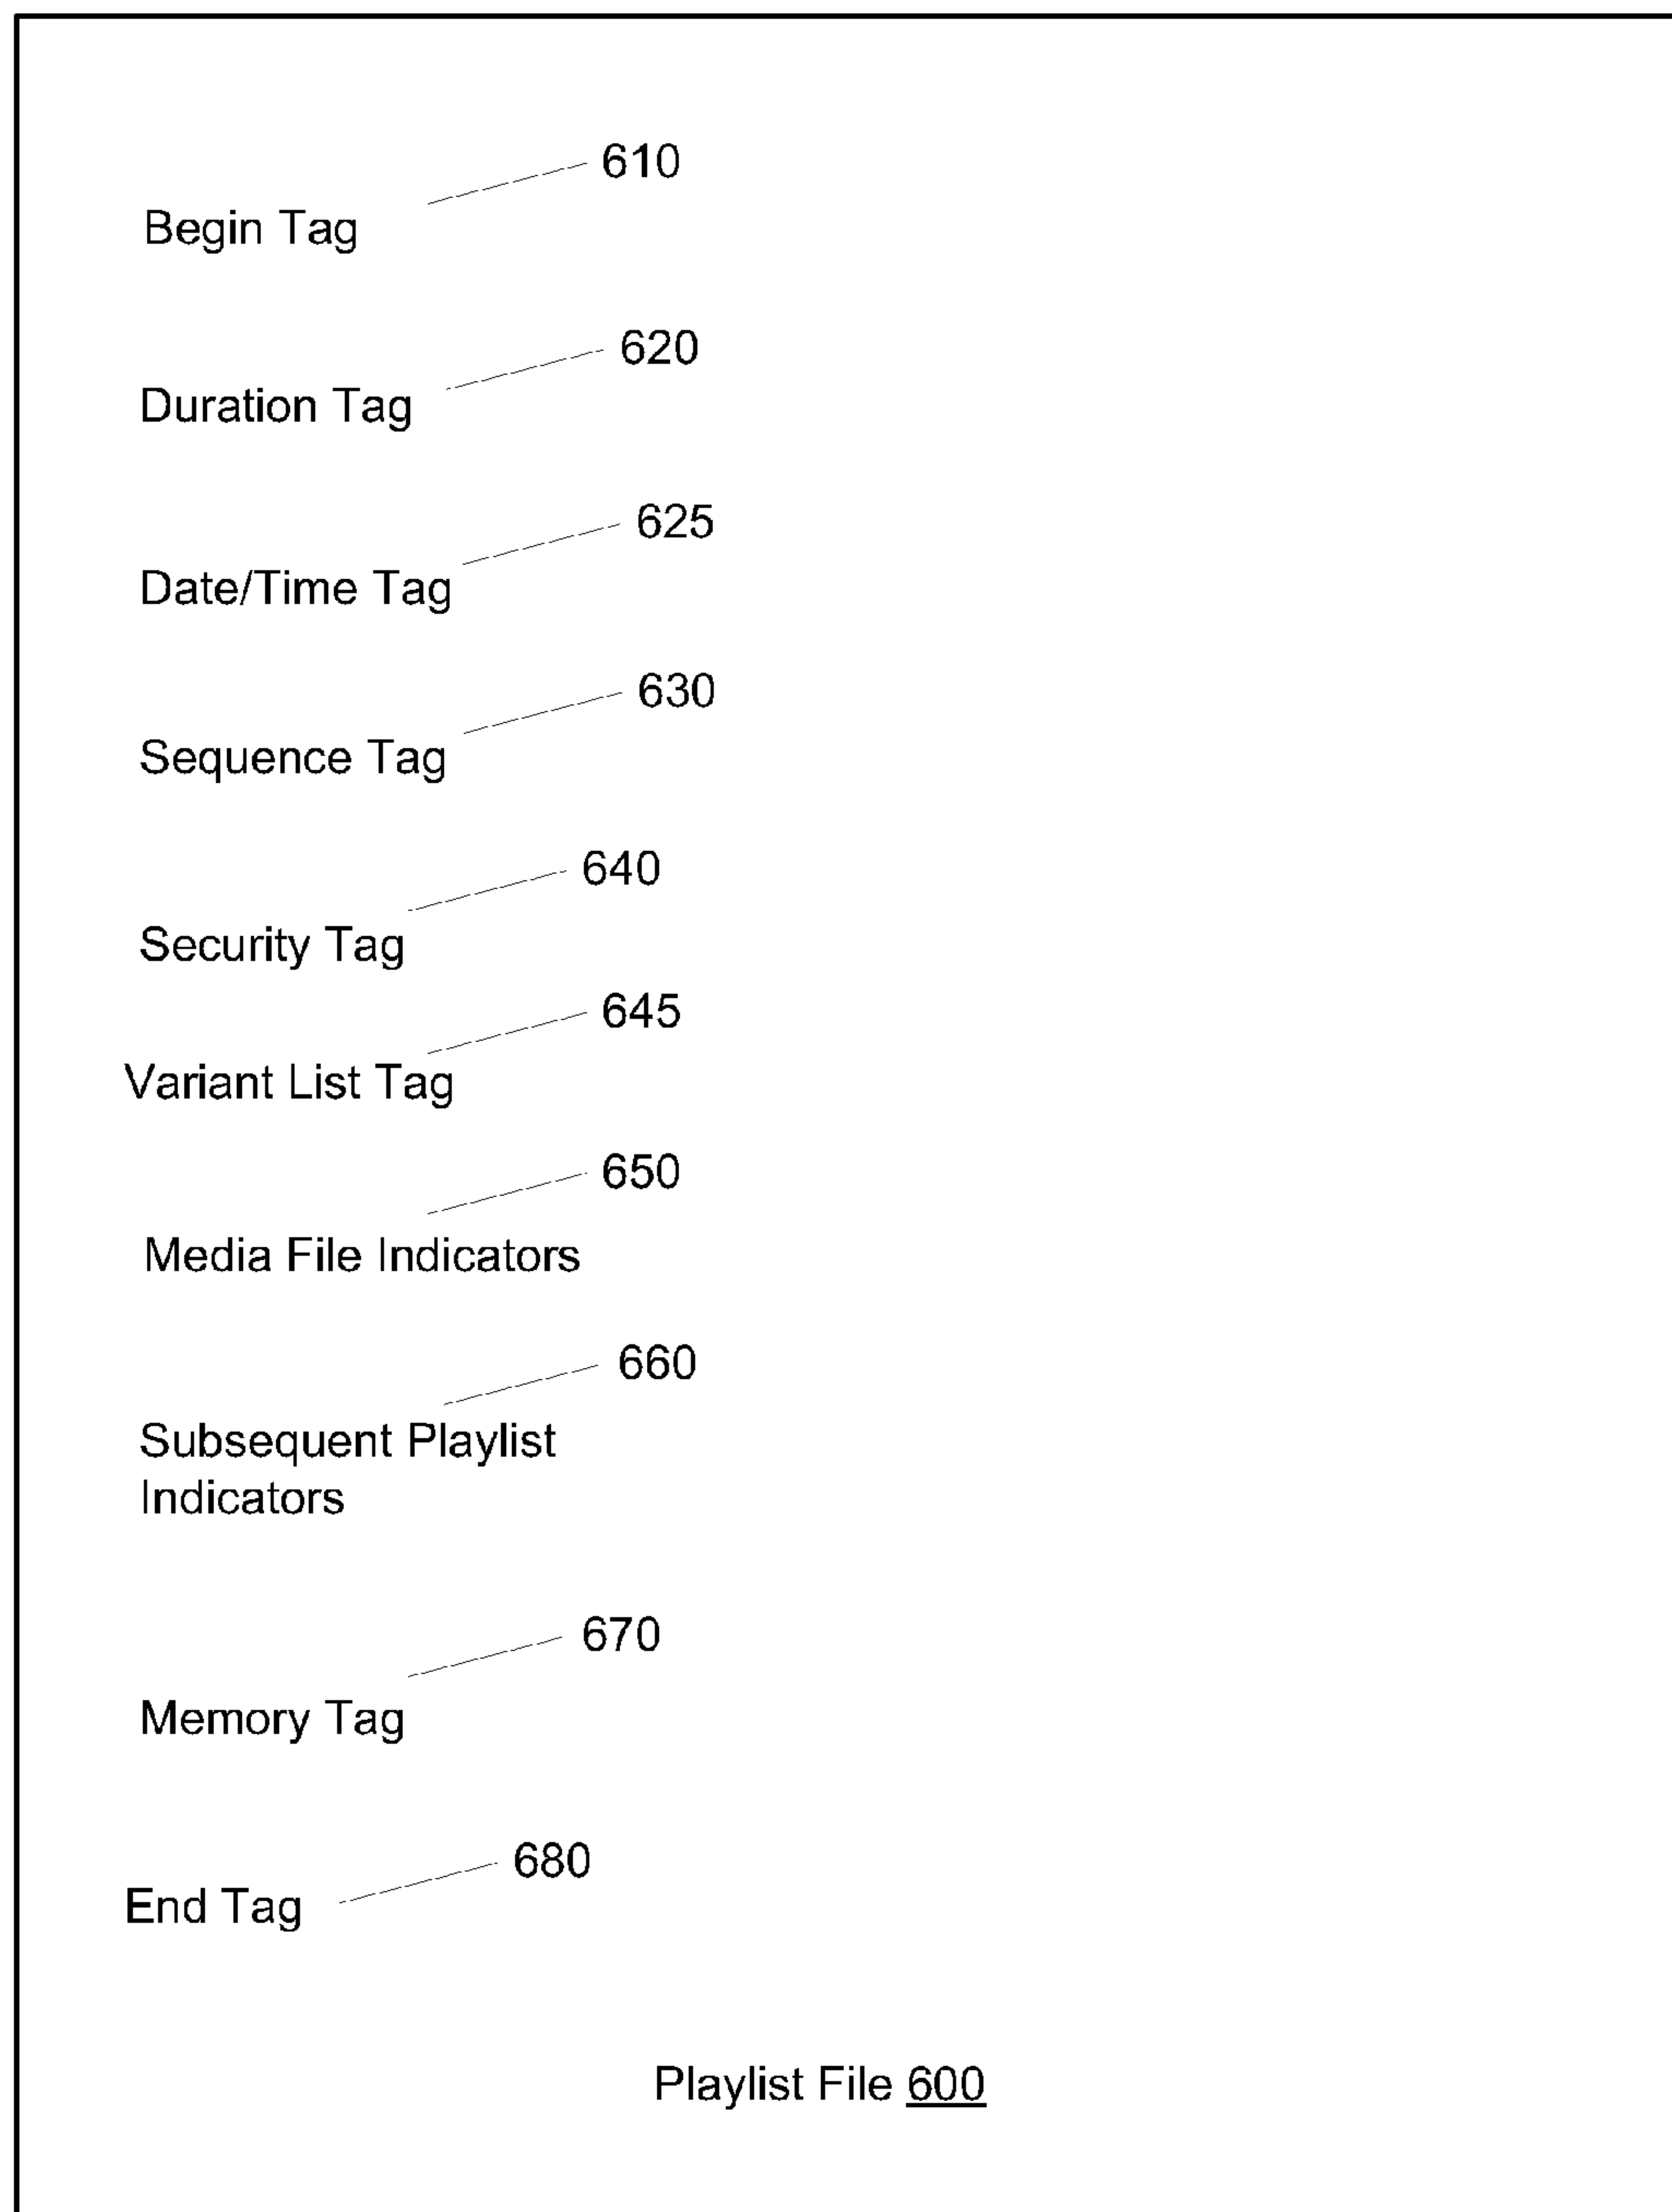 610
Begin Tag
620
Duration Tag
625
Date/Time Tag
630
Sequence Tag
640
Security Tag
645
Variant List Tag
650
Media File Indicators
660
Subsequent Playlist
Indicators
670
Memory Tag
680
End Tag
Playlist File 600